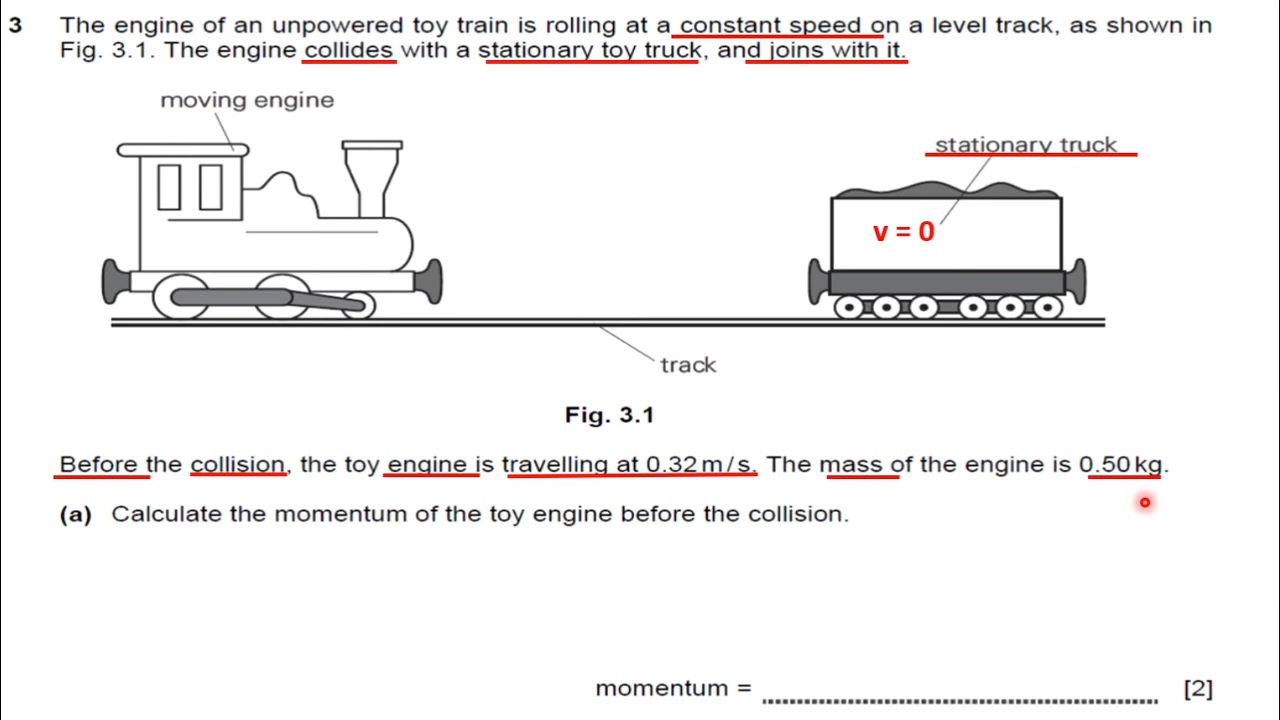 3 The engine of an unpowered toy train is rolling at a constant speed on a level track, as shown in
Fig. 3.1. The engine collides with a stationary toy truck, and joins with it.
moving engine
stationary truck
v = 0
track
Fig. 3.1
Before the collision, the toy engine is travelling at 0.32 m / s. The mass of the engine is 0.50 kg.
(a) Calculate the momentum of the toy engine before the collision.
momentum = ........................................................ [2]